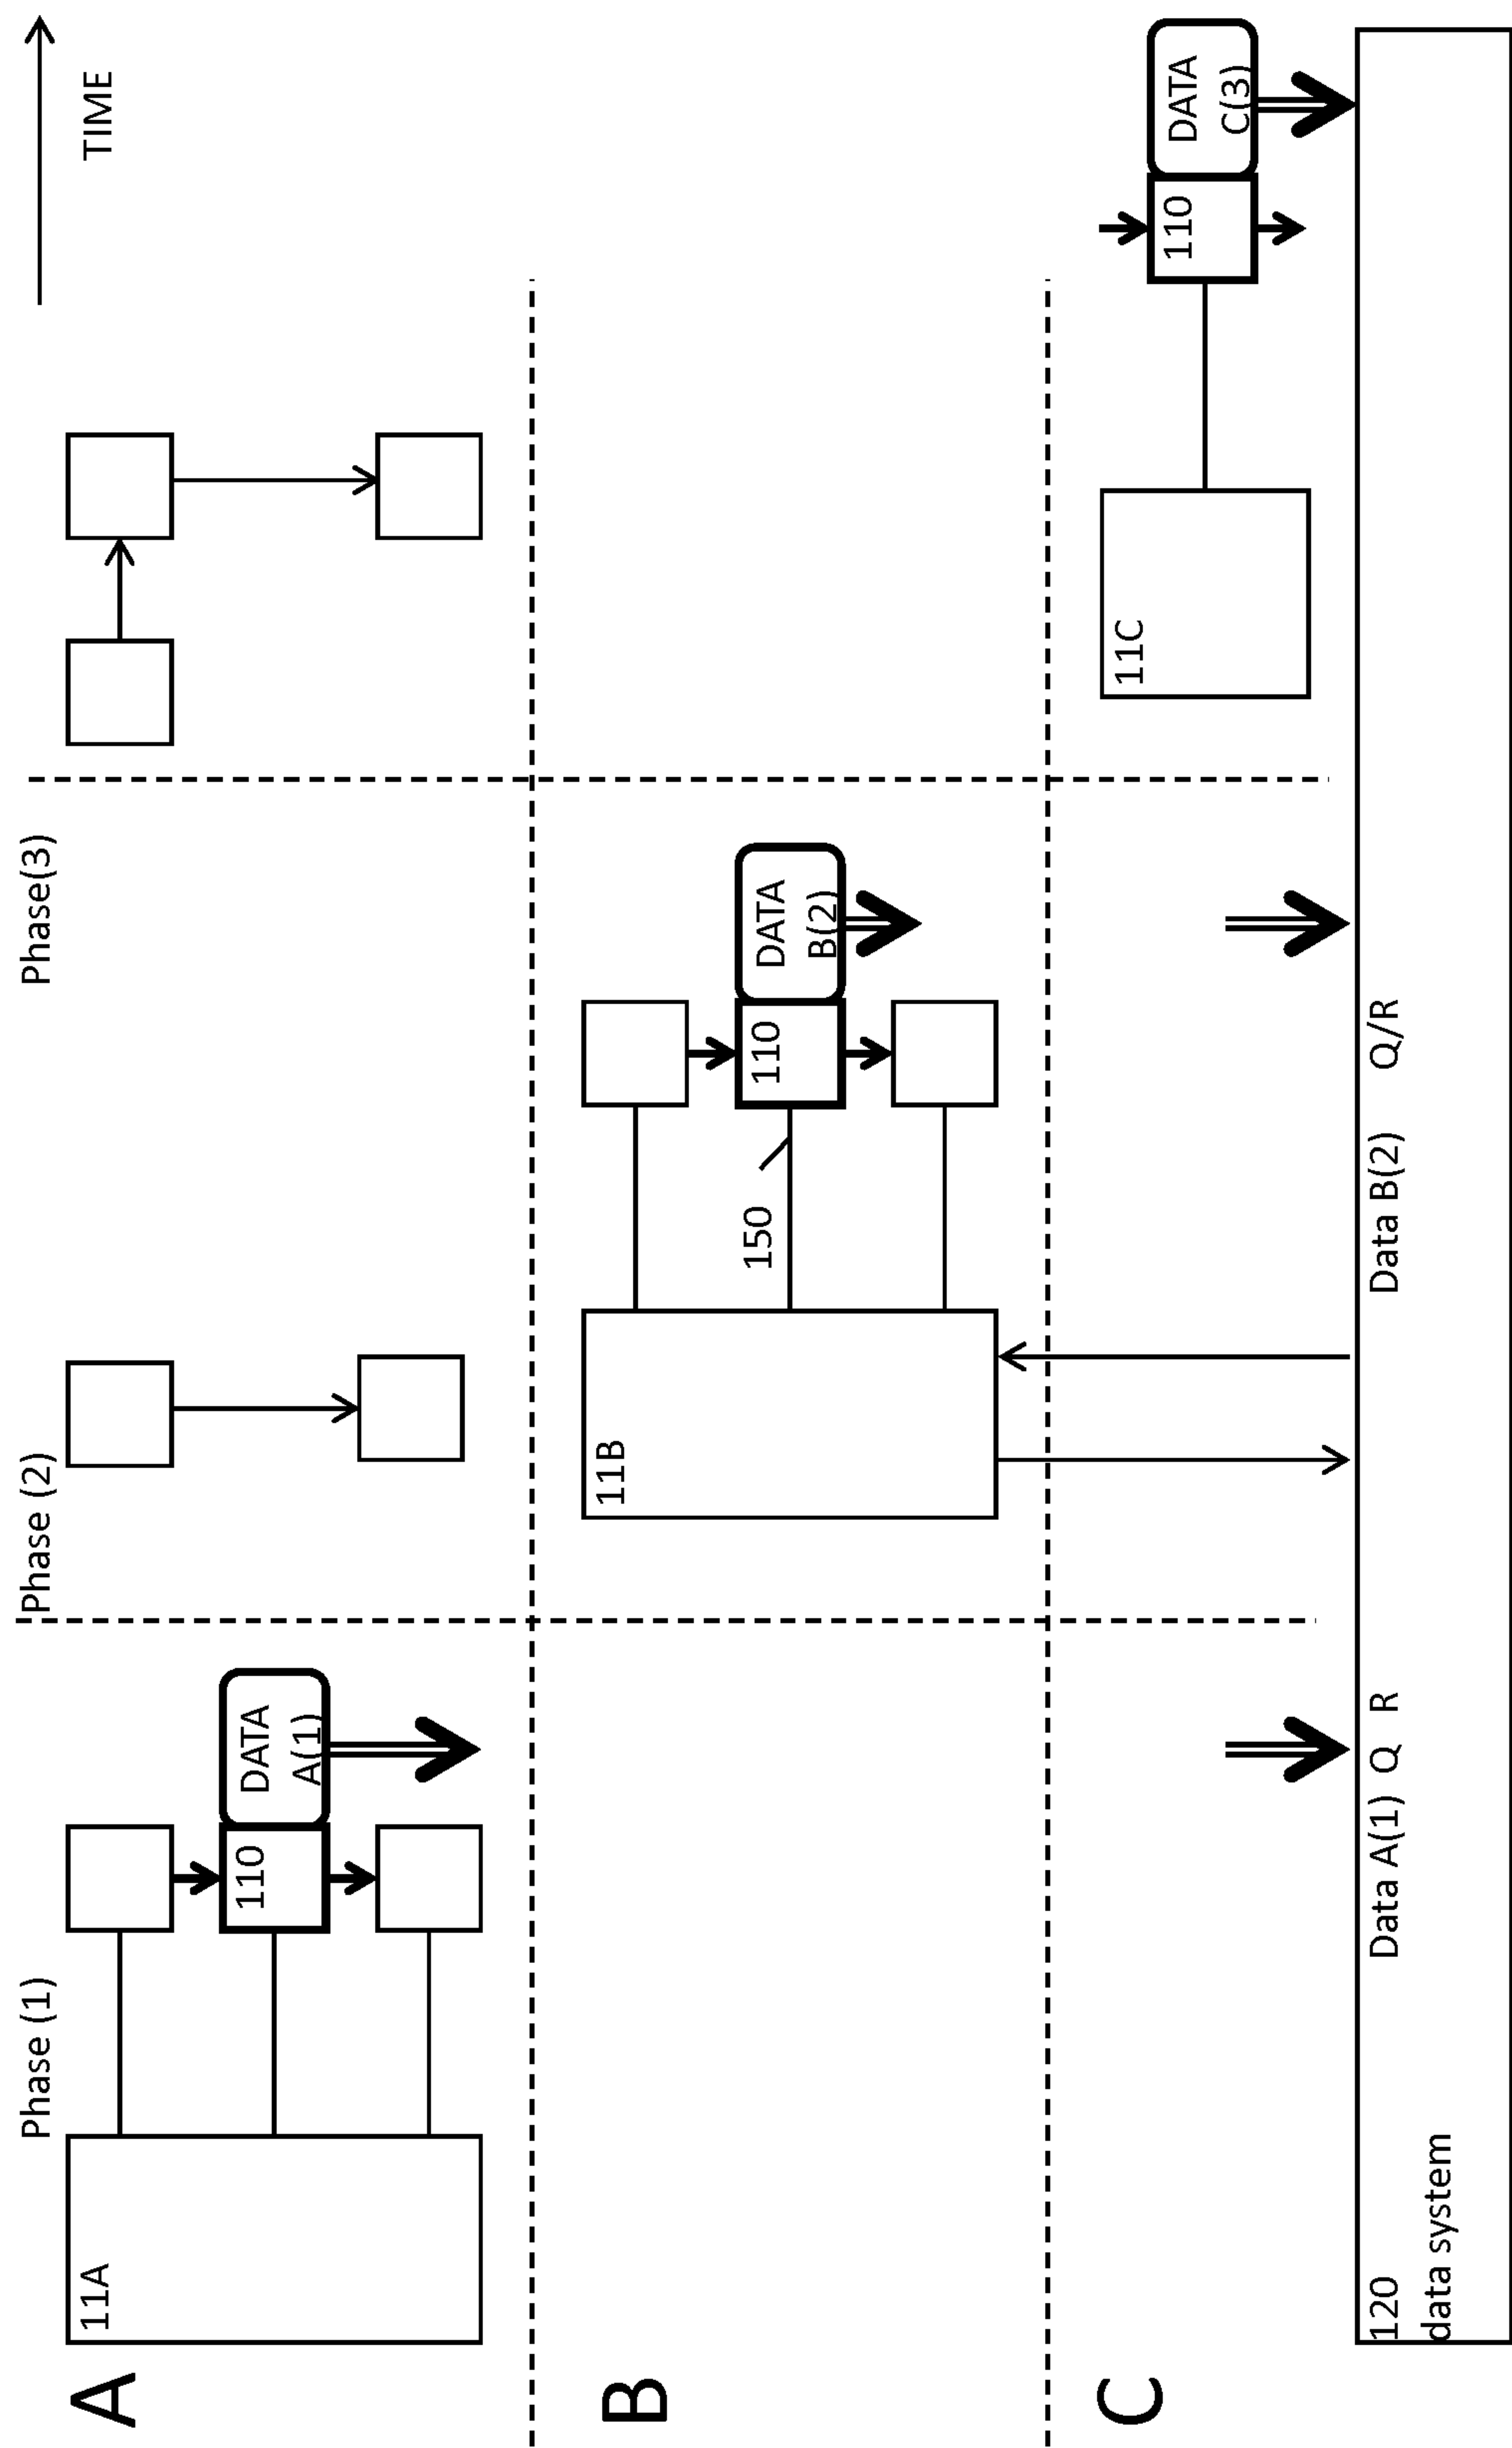 Phase (1)
Phase (2)
Phase(3)
TIME
A
11A
110
DATA
A(1)
B
11B
150
110
DATA
B(2)
C
11C
110
DATA
C(3)
120
data system
Data A(1) Q R
Data B(2) Q/R